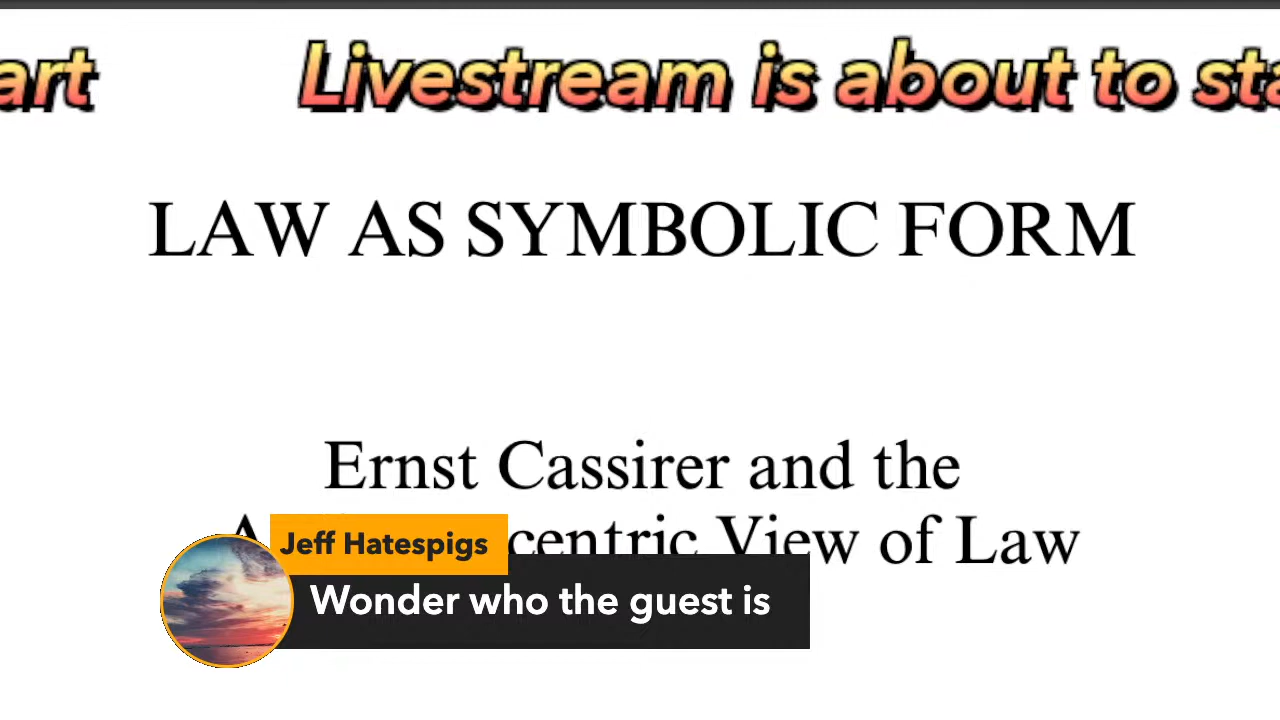 art Livestream is about to sta
LAW AS SYMBOLIC FORM
Ernst Cassirer and the
centric View of Law
Jeff Hatespigs
Wonder who the guest is